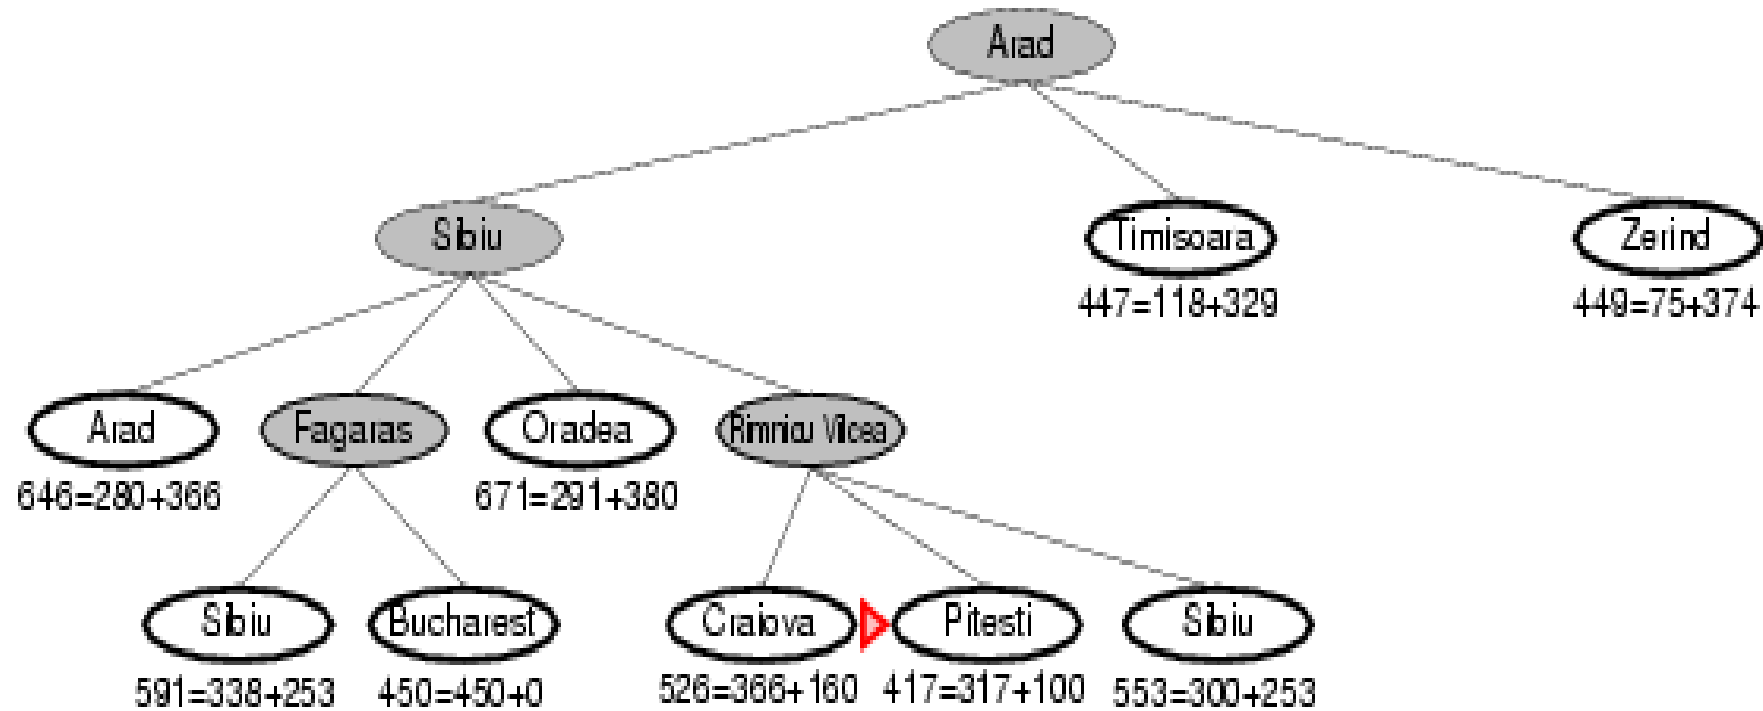 Arad
Sibiu
Timisoara
Zerind
447=118+329
449=75+374
Arad
Fagaras
Oradea
Rimnicu Vilcea
646=280+366
671=291+380
Sibiu
Bucharest
Craiova
Pitesti
Sibiu
591=338+253
450=450+0
526=366+160
417=317+100
553=300+253